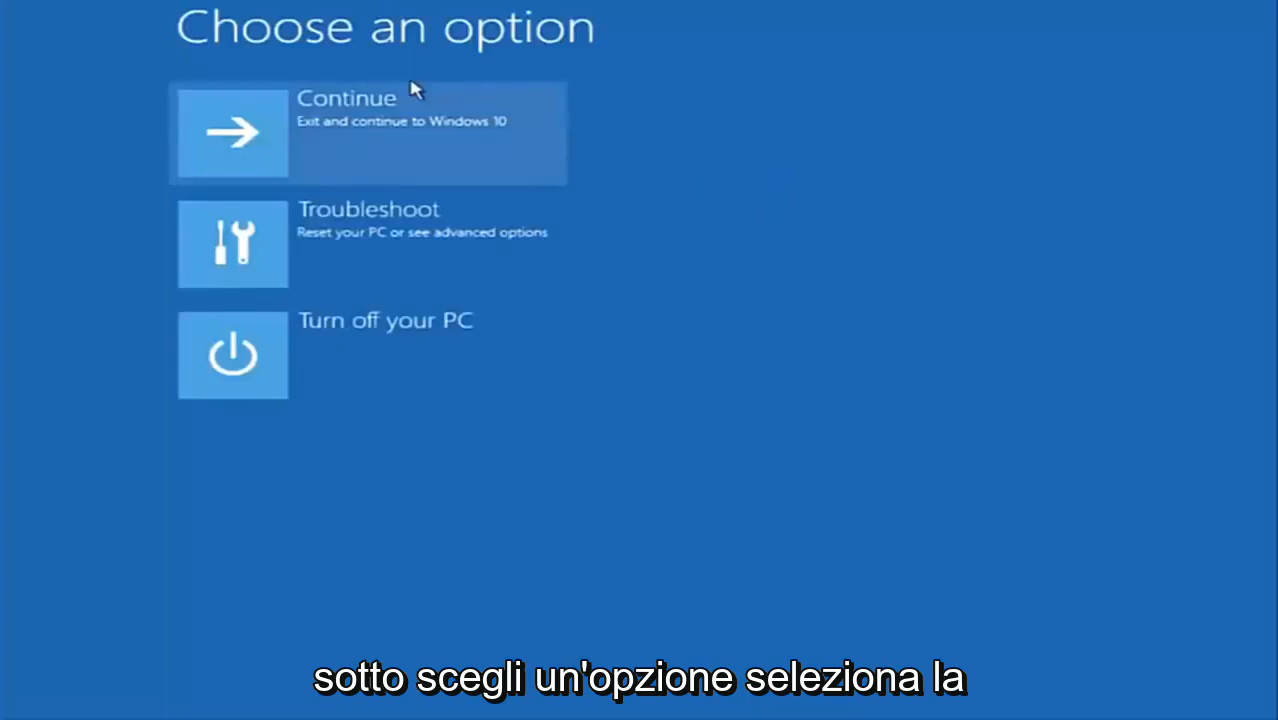 Choose an option
Continue
Exit and continue to Windows 10
Troubleshoot
Reset your PC or see advanced options
Turn off your PC
sotto scegli un'opzione seleziona la